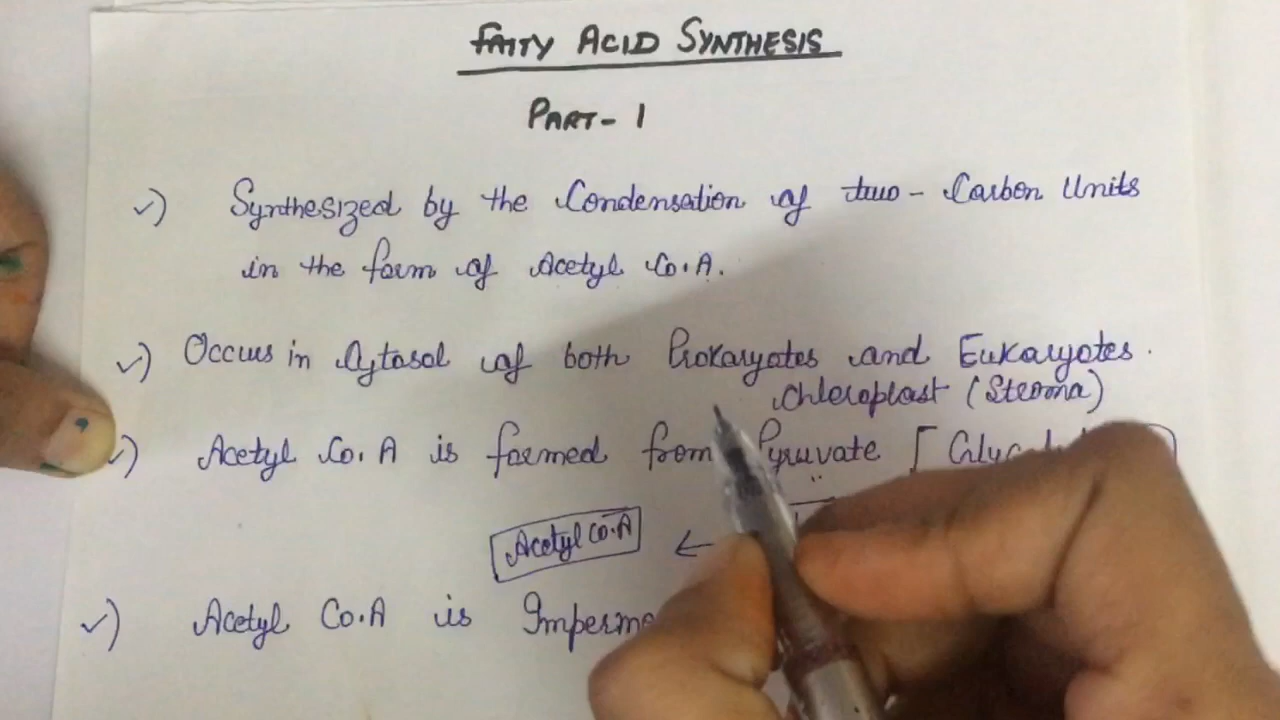 FATTY ACID SYNTHESIS
PART- 1
Synthesized by the Condensation of two - Carbon Units
in the form of Acetyl Co.A.
Occurs in Cytosol of both Prokaryotes and Eukaryotes.
Chloroplast (Stroma)
Acetyl Co.A is formed from Pyruvate [
Acetyl Co.A ←
Acetyl Co.A is